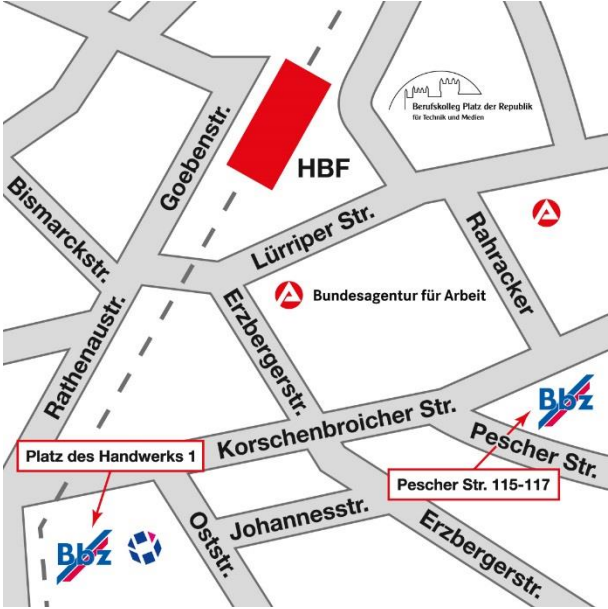 Berufskolleg Platz der Republik
für Technik und Medien
Goebenstr.
HBF
Bismarckstr.
Lürriper Str.
Rahracker
Bundesagentur für Arbeit
Rathenaustr.
Erzbergerstr.
Bbz
Korschenbroicher Str.
Pescher Str.
Platz des Handwerks 1
Pescher Str. 115-117
Johannesstr.
Oststr.
Erzbergerstr.
Bbz